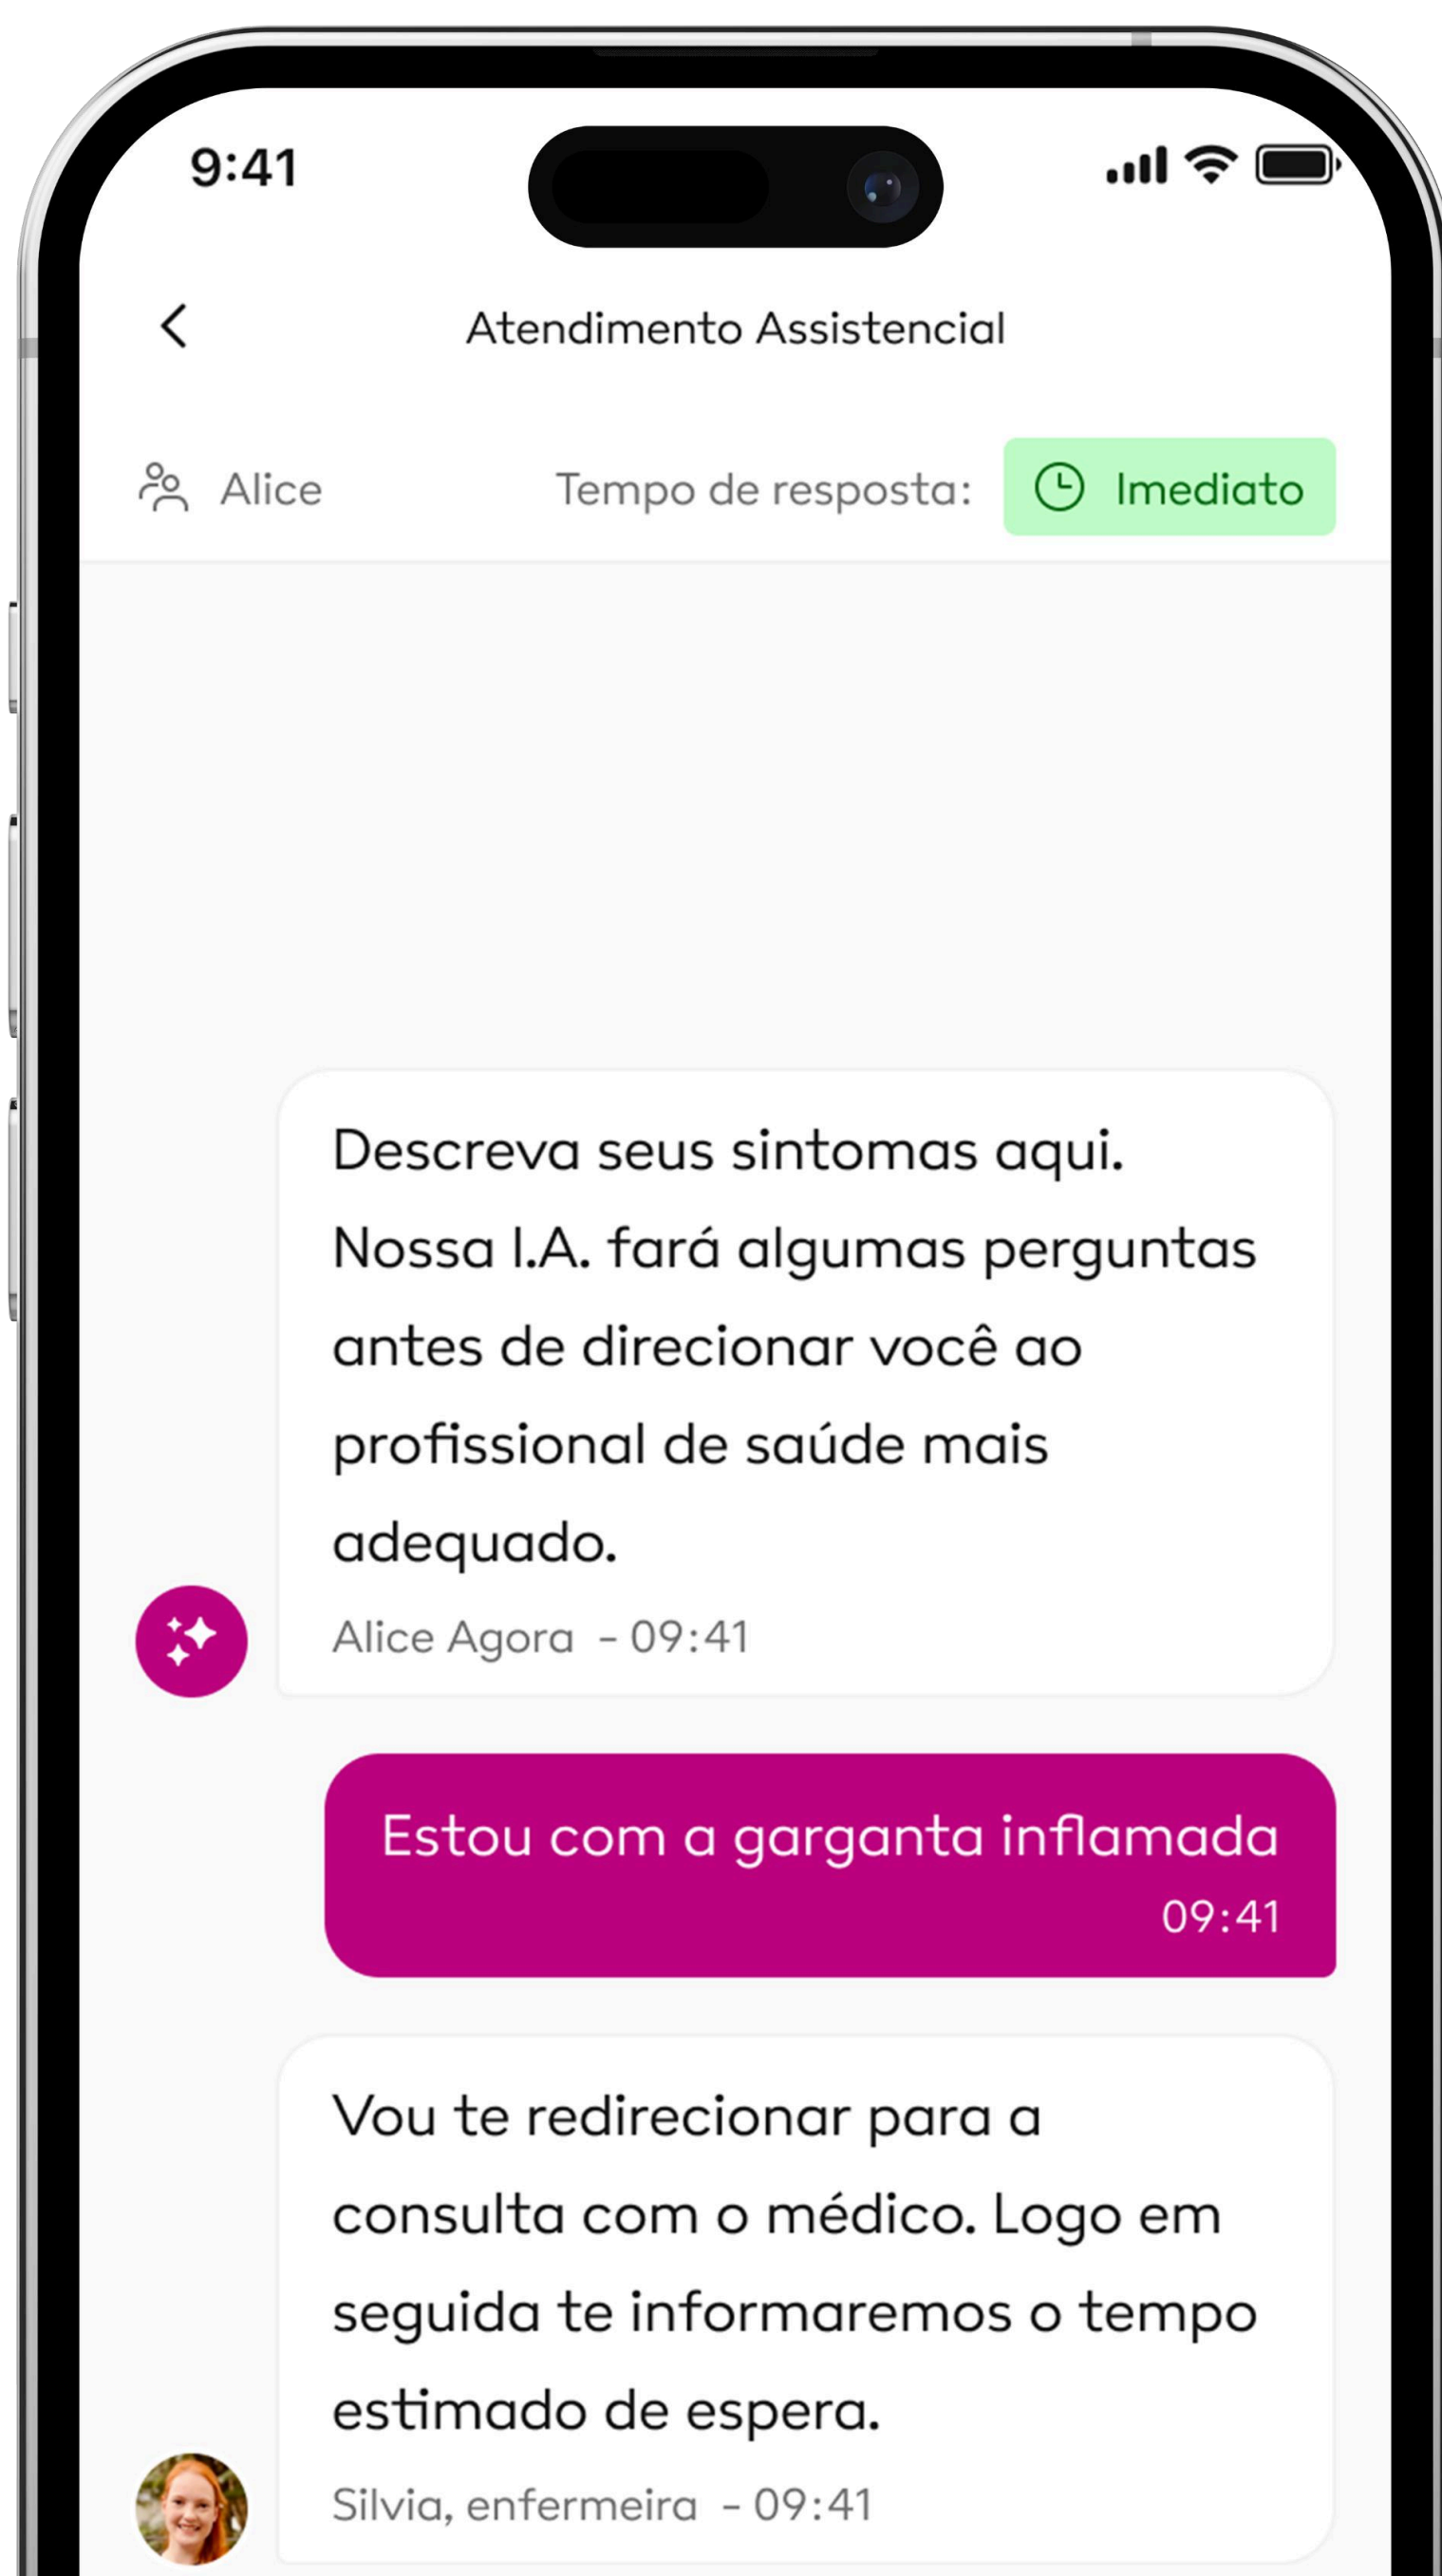 9:41
Atendimento Assistencial
Alice Tempo de resposta: Imediato
Descreva seus sintomas aqui.
Nossa I.A. fará algumas perguntas
antes de direcionar você ao
profissional de saúde mais
adequado.
Alice Agora - 09:41
Estou com a garganta inflamada
09:41
Vou te redirecionar para a
consulta com o médico. Logo em
seguida te informaremos o tempo
estimado de espera.
Silvia, enfermeira - 09:41